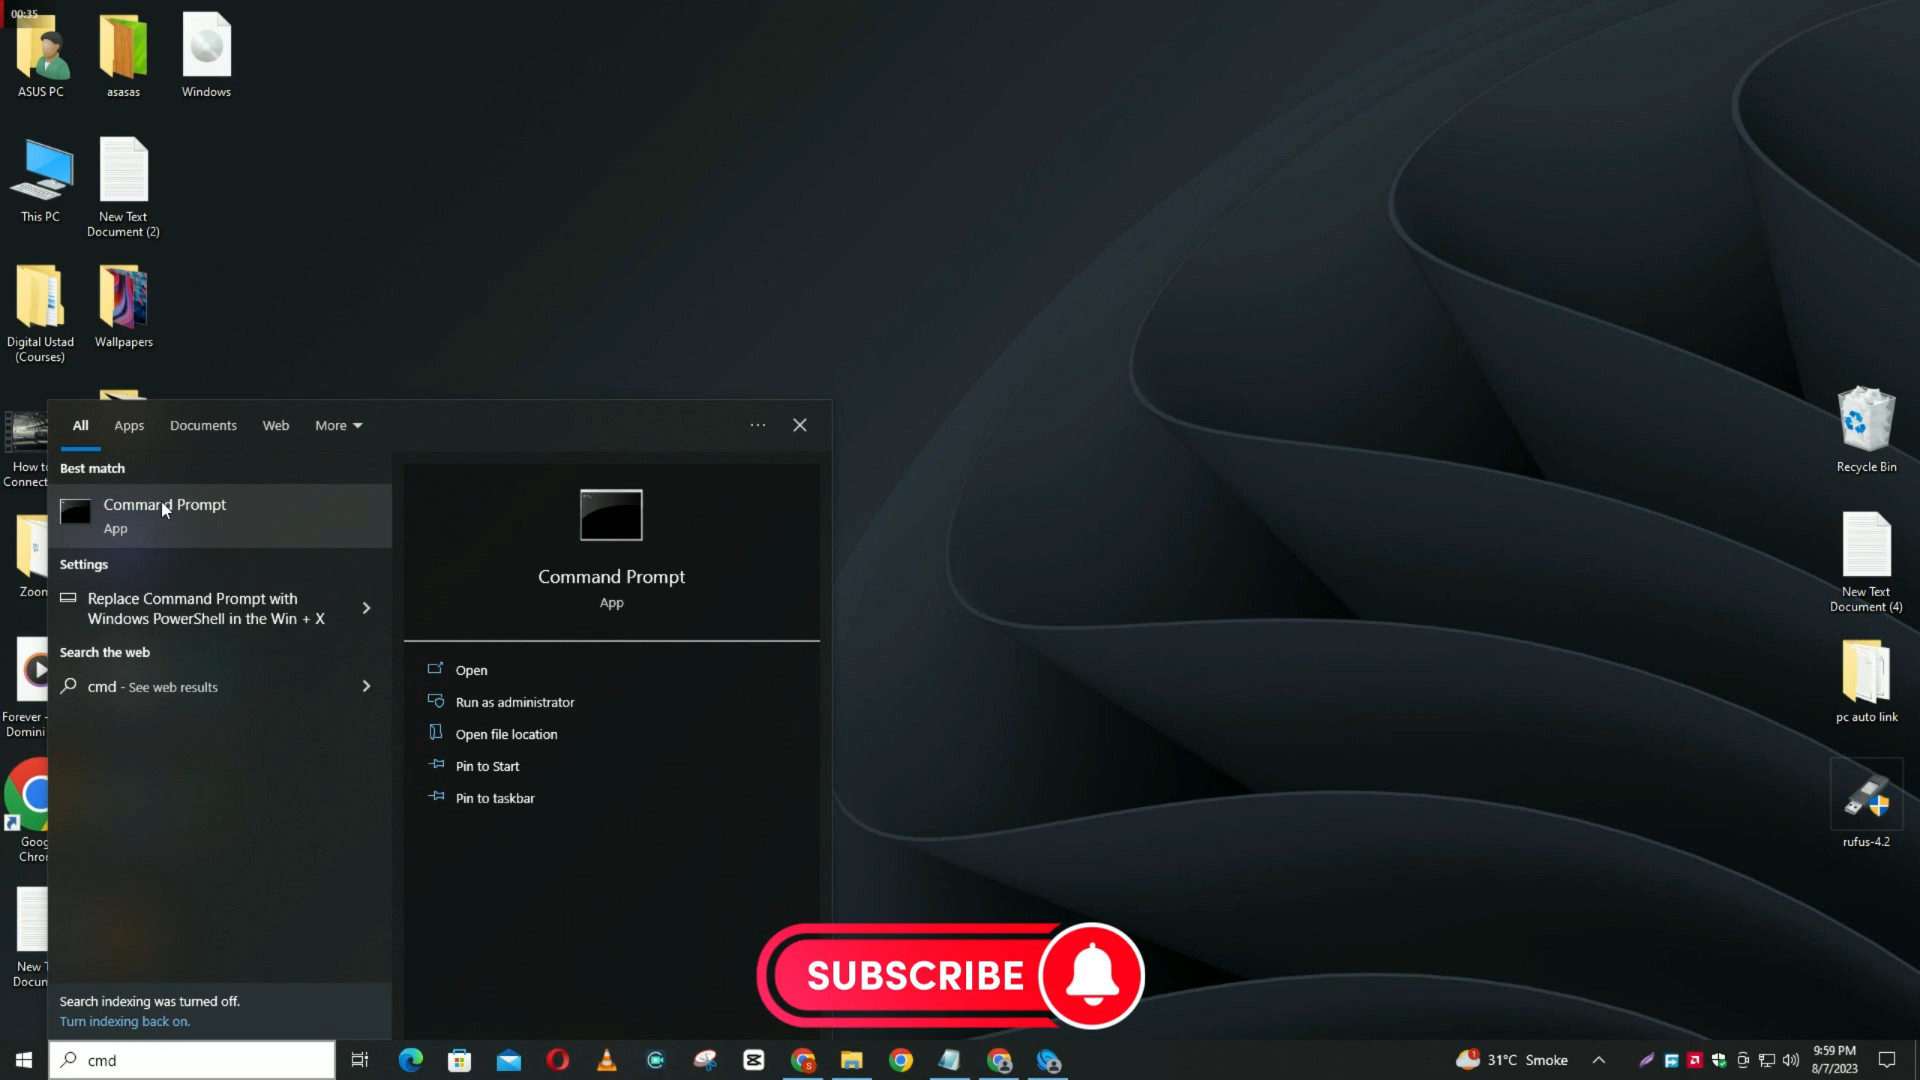 00:35
ASUS PC
asasas
Windows
This PC
New Text
Document (2)
Digital Ustad
(Courses)
Wallpapers
How to
Connect
Zoom
Forever -
Domini
Goog
Chro
New T
Docum
All
Apps
Documents
Web
More
Best match
Command Prompt
App
Settings
Replace Command Prompt with
Windows PowerShell in the Win + X
Search the web
cmd - See web results
Search indexing was turned off.
Turn indexing back on.
Command Prompt
App
Open
Run as administrator
Open file location
Pin to Start
Pin to taskbar
SUBSCRIBE
Recycle Bin
New Text
Document (4)
pc auto link
rufus-4.2
cmd
31°C Smoke
9:59 PM
8/7/2023